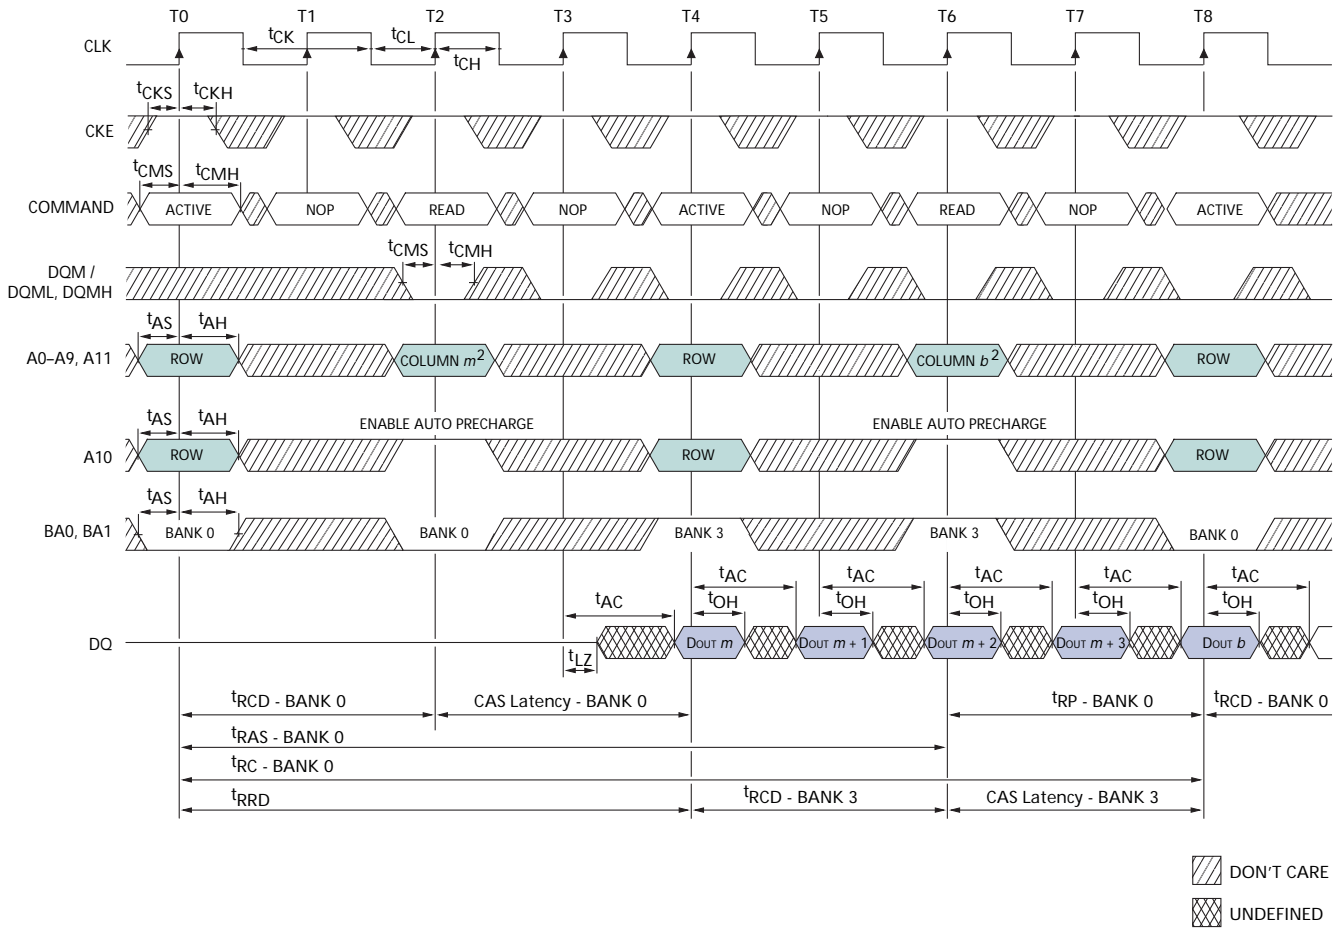 T0 T1 T2 T3 T4 T5 T6 T7 T8
CLK
tCK tCL
tCH
tCKS tCKH
CKE
tCMS tCMH
COMMAND ACTIVE NOP READ NOP ACTIVE NOP READ NOP ACTIVE
tCMS tCMH
DQM /
DQML, DQMH
tAS tAH
A0–A9, A11 ROW COLUMN m2 ROW COLUMN b2 ROW
tAS tAH ENABLE AUTO PRECHARGE ENABLE AUTO PRECHARGE
A10 ROW ROW ROW
tAS tAH
BA0, BA1 BANK 0 BANK 0 BANK 3 BANK 3 BANK 0
tAC tAC tAC tAC tAC
tAC tOH tOH tOH tOH tOH
DQ DOUT m DOUT m + 1 DOUT m + 2 DOUT m + 3 DOUT b
tLZ
tRCD - BANK 0 CAS Latency - BANK 0 tRP - BANK 0 tRCD - BANK 0
tRAS - BANK 0
tRC - BANK 0
tRRD tRCD - BANK 3 CAS Latency - BANK 3
DON'T CARE
UNDEFINED